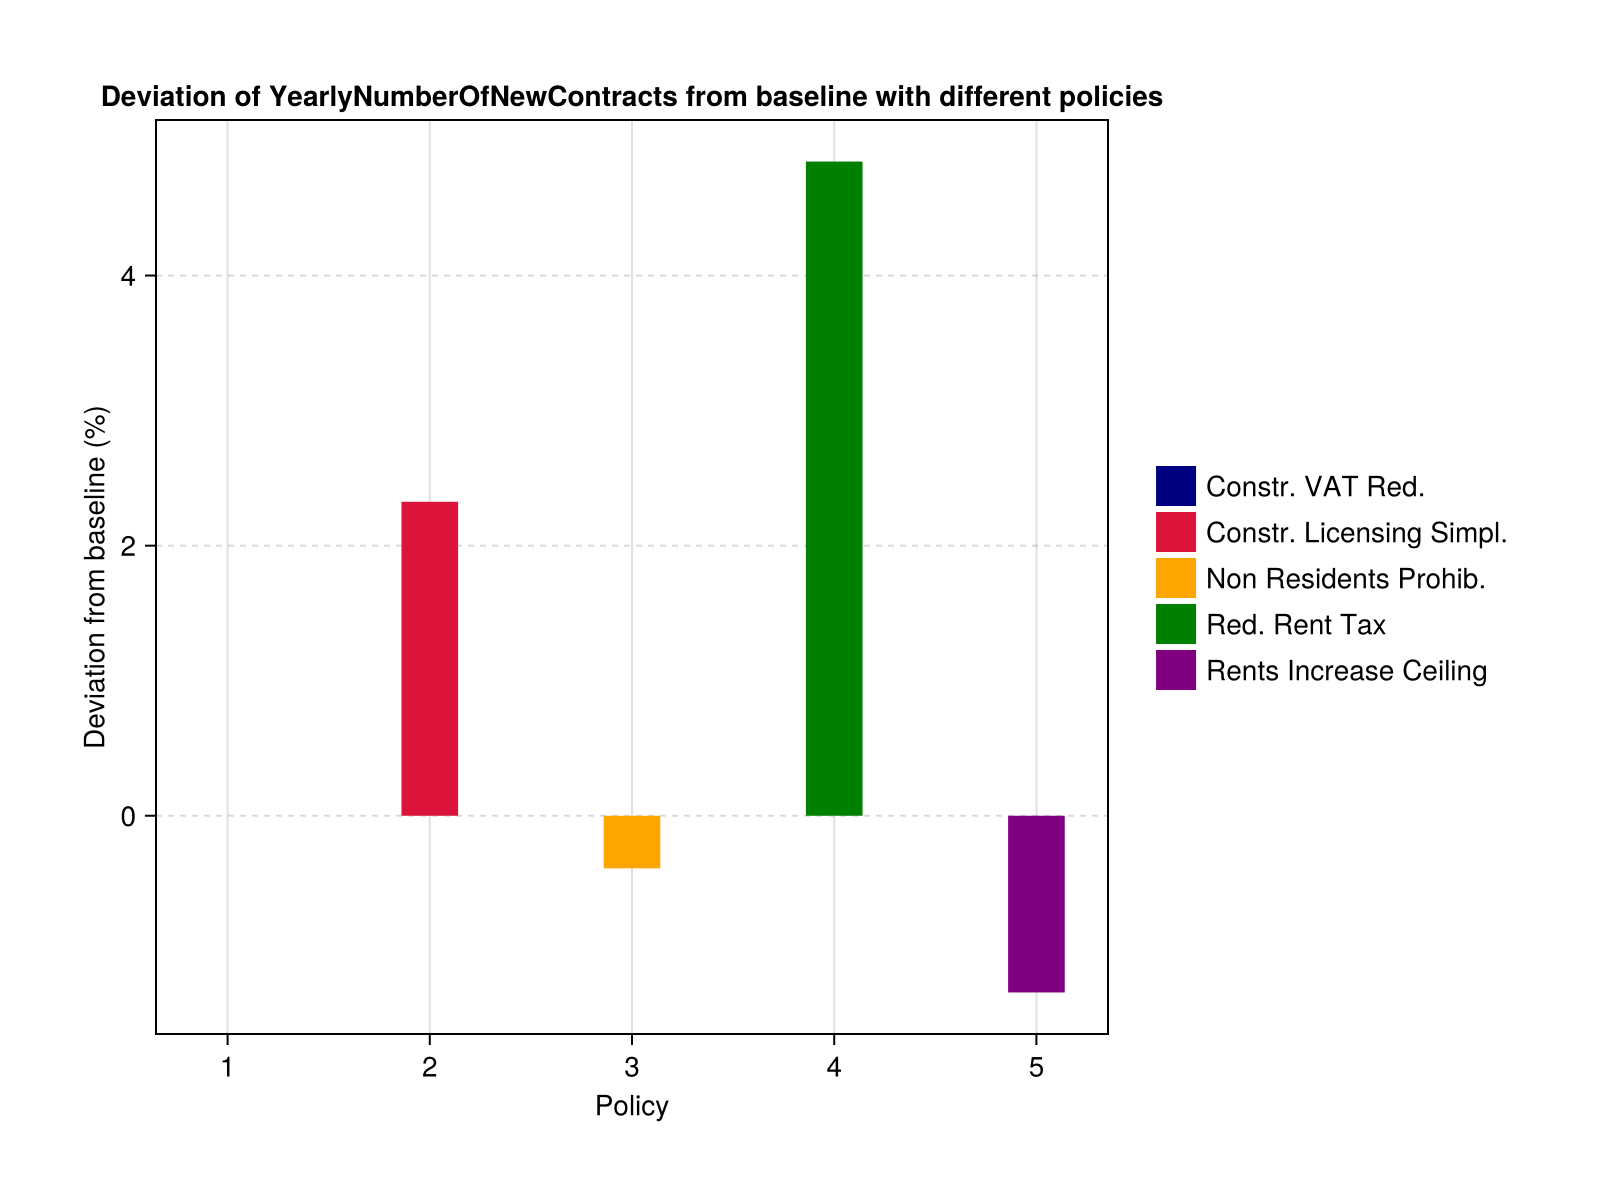 Deviation of YearlyNumberOfNewContracts from baseline with different policies
Deviation from baseline (%)
4
2
0
1 2 3 4 5
Policy
Constr. VAT Red.
Constr. Licensing Simpl.
Non Residents Prohib.
Red. Rent Tax
Rents Increase Ceiling